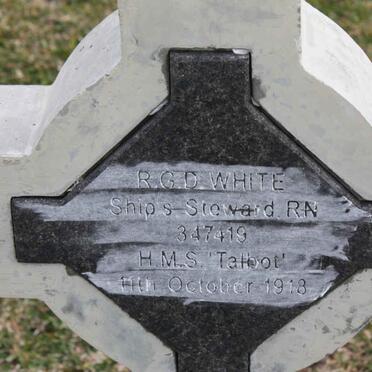 R.G.D. WHITE
Ship's Steward. RN
347419
H.M.S. 'Talbot'
11th October 1918